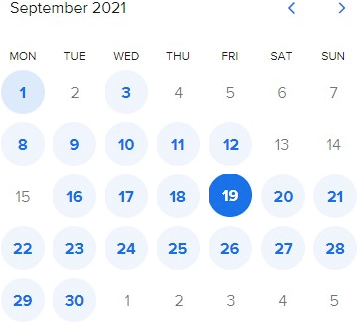 September 2021
MON TUE WED THU FRI SAT SUN
1 2 3 4 5 6 7
8 9 10 11 12 13 14
15 16 17 18 19 20 21
22 23 24 25 26 27 28
29 30 1 2 3 4 5